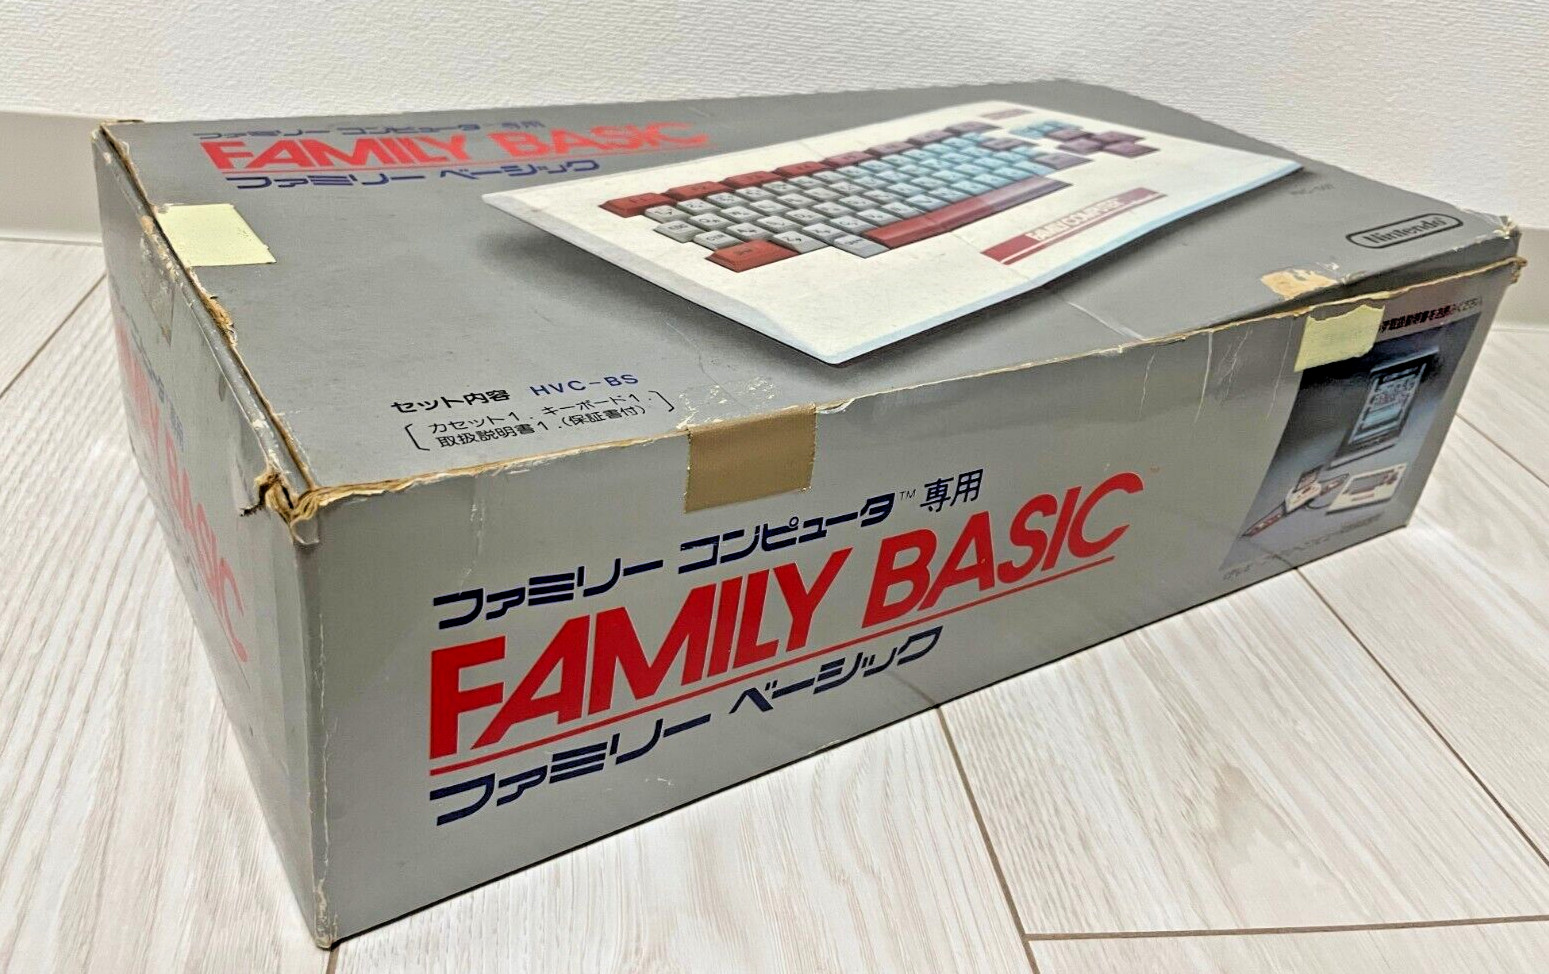 ファミリー コンピュータ 専用
FAMILY BASIC
ファミリー ベーシック
FAMILY COMPUTER
Nintendo
セット内容 HVC-BS
カセット1．キーボード1．
取扱説明書1．(保証書付)
ファミリー コンピュータ™ 専用
FAMILY BASIC
ファミリー ベーシック